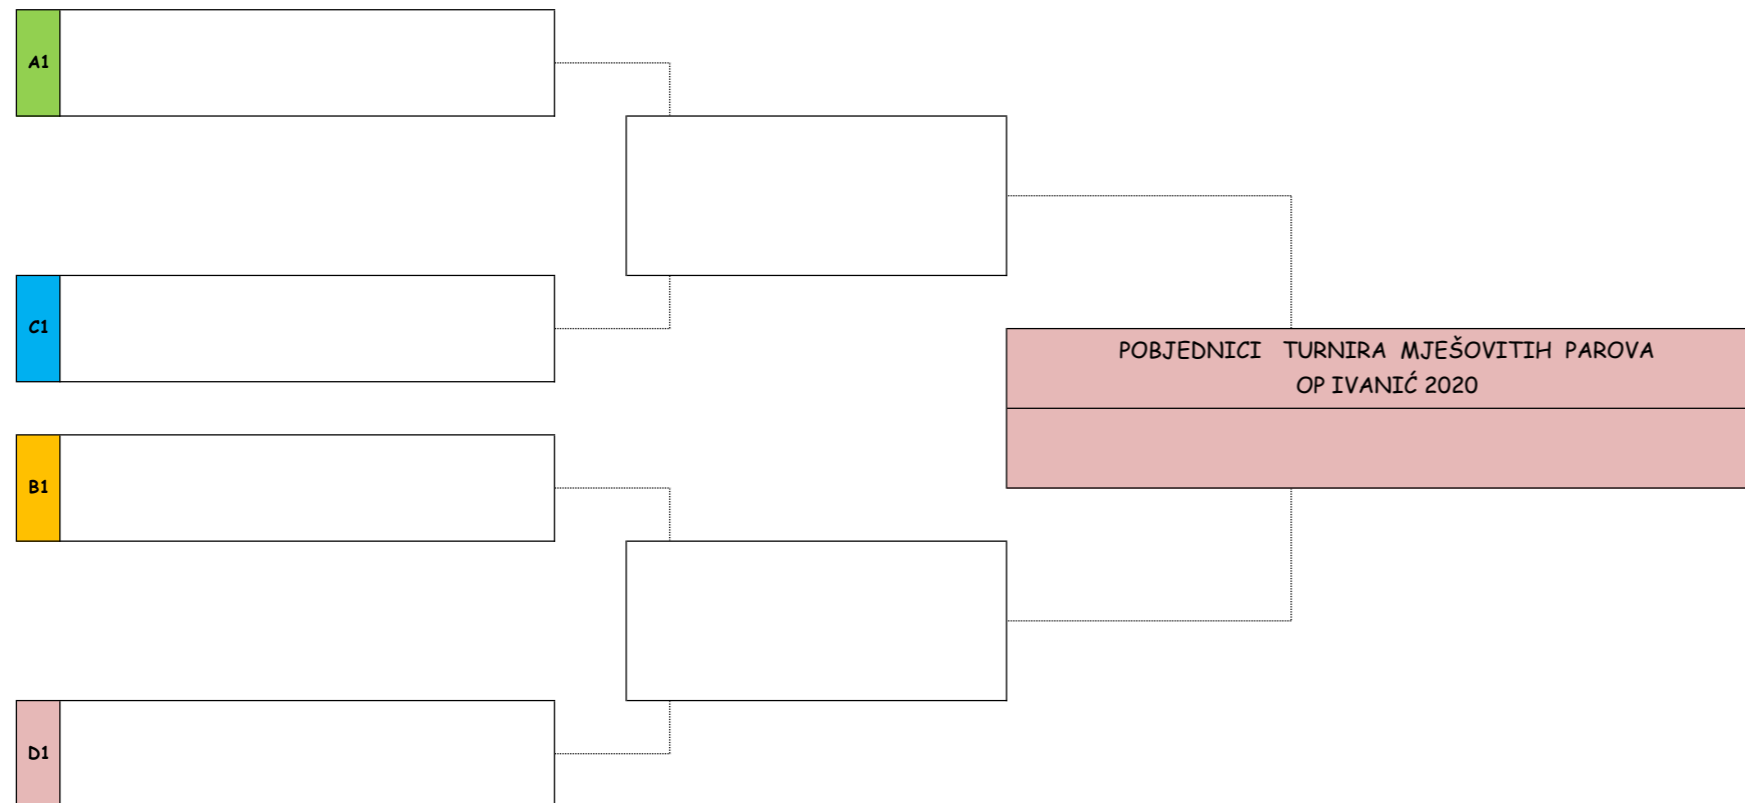 A1
C1
POBJEDNICI TURNIRA MJEŠOVITIH PAROVA
OP IVANIĆ 2020
B1
D1